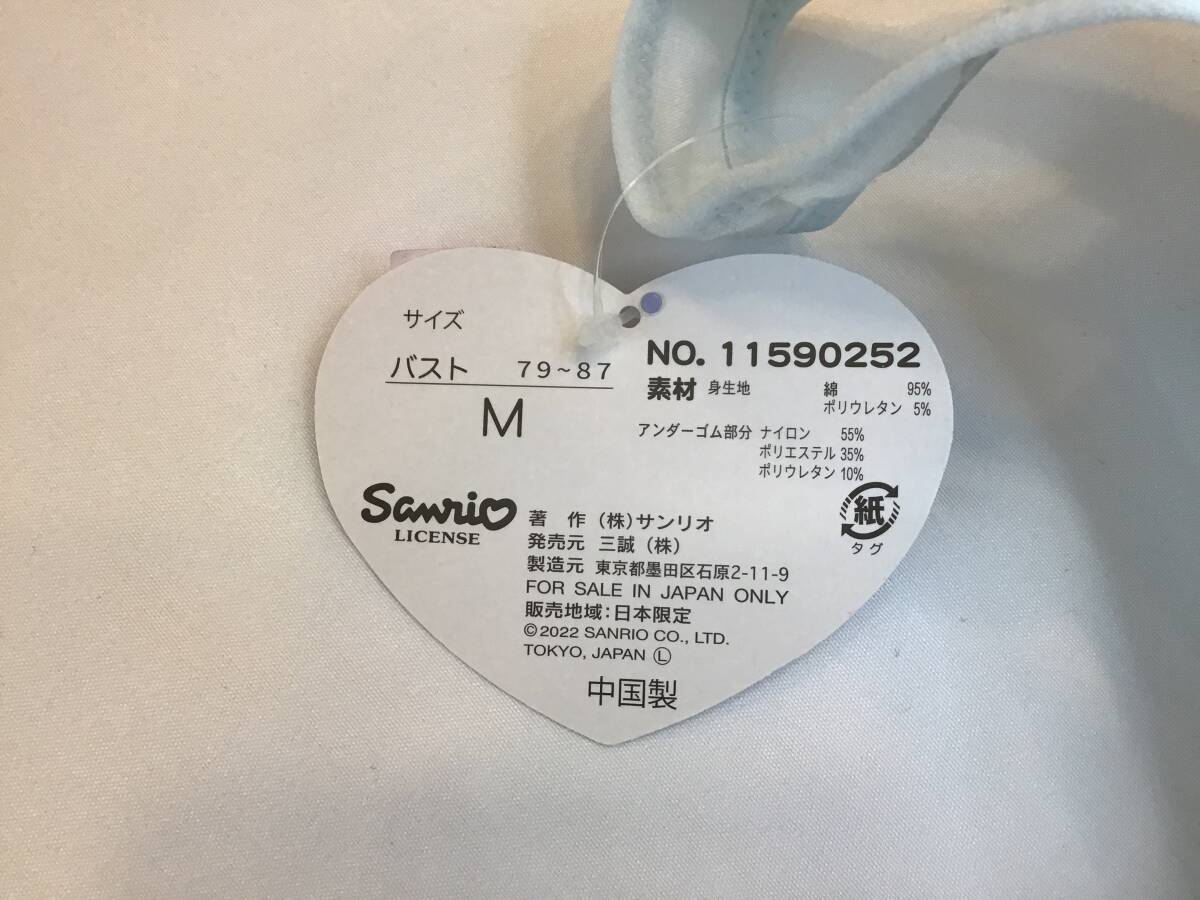 サイズ
バスト 79~87
M
NO. 11590252
素材 身生地 綿 95%
ポリウレタン 5%
アンダーゴム部分 ナイロン 55%
ポリエステル 35%
ポリウレタン 10%
紙
タグ
Sanrio
LICENSE
著 作 (株)サンリオ
発売元 三誠(株)
製造元 東京都墨田区石原2-11-9
FOR SALE IN JAPAN ONLY
販売地域:日本限定
©2022 SANRIO CO., LTD.
TOKYO, JAPAN Ⓛ
中国製